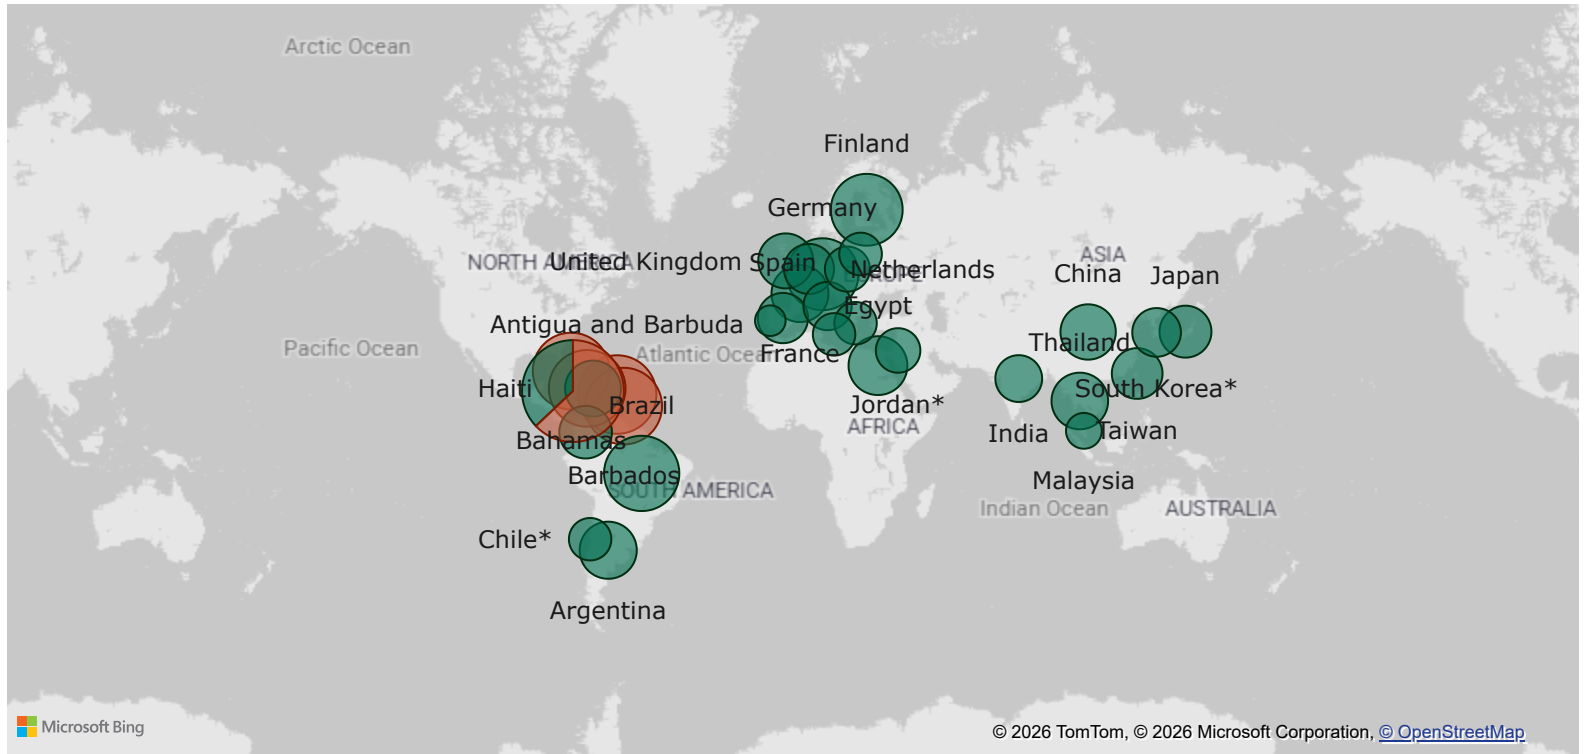 Arctic Ocean
Finland
Germany
NORTH AMERICA
United Kingdom
Spain
ASIA
EUROPE
Netherlands
China
Japan
Egypt
Antigua and Barbuda
Pacific Ocean
Atlantic Ocean
France
Thailand
Haiti
Brazil
Jordan*
South Korea*
AFRICA
India
Taiwan
Bahamas
Barbados
SOUTH AMERICA
Malaysia
Indian Ocean
AUSTRALIA
Chile*
Argentina
Microsoft Bing
© 2026 TomTom, © 2026 Microsoft Corporation, © OpenStreetMap